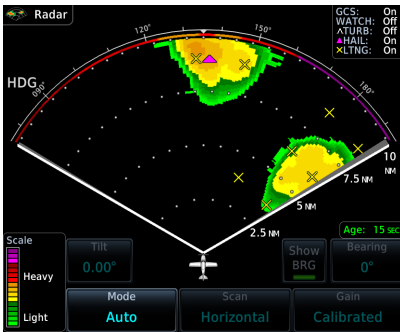 Radar
GCS: On
WATCH: Off
TURB: Off
HAIL: On
LTNG: On
120°
150°
HDG
090°
180°
10
NM
7.5 NM
5 NM
2.5 NM
Age: 15 SEC
Scale
Heavy
Light
Tilt
0.00°
Show
BRG
Bearing
0°
Mode
Auto
Scan
Horizontal
Gain
Calibrated